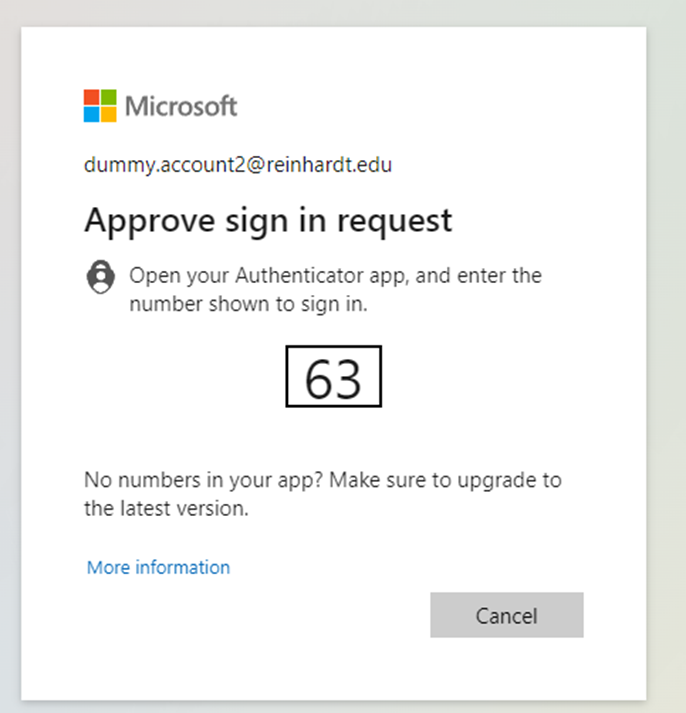 Microsoft
dummy.account2@reinhardt.edu
Approve sign in request
Open your Authenticator app, and enter the
number shown to sign in.
63
No numbers in your app? Make sure to upgrade to
the latest version.
More information
Cancel